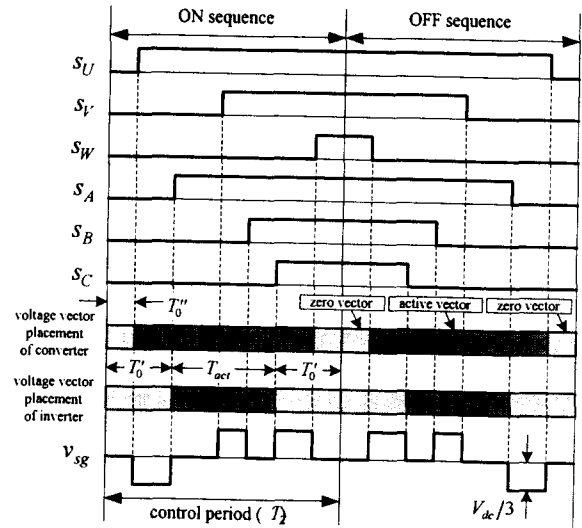 ON sequence
OFF sequence
S_U
S_V
S_W
S_A
S_B
S_C
zero vector
active vector
zero vector
T_0''
voltage vector
placement
of converter
T_0'
T_act
T_0'
voltage vector
placement
of inverter
v_sg
V_dc/3
control period ( T_2
)